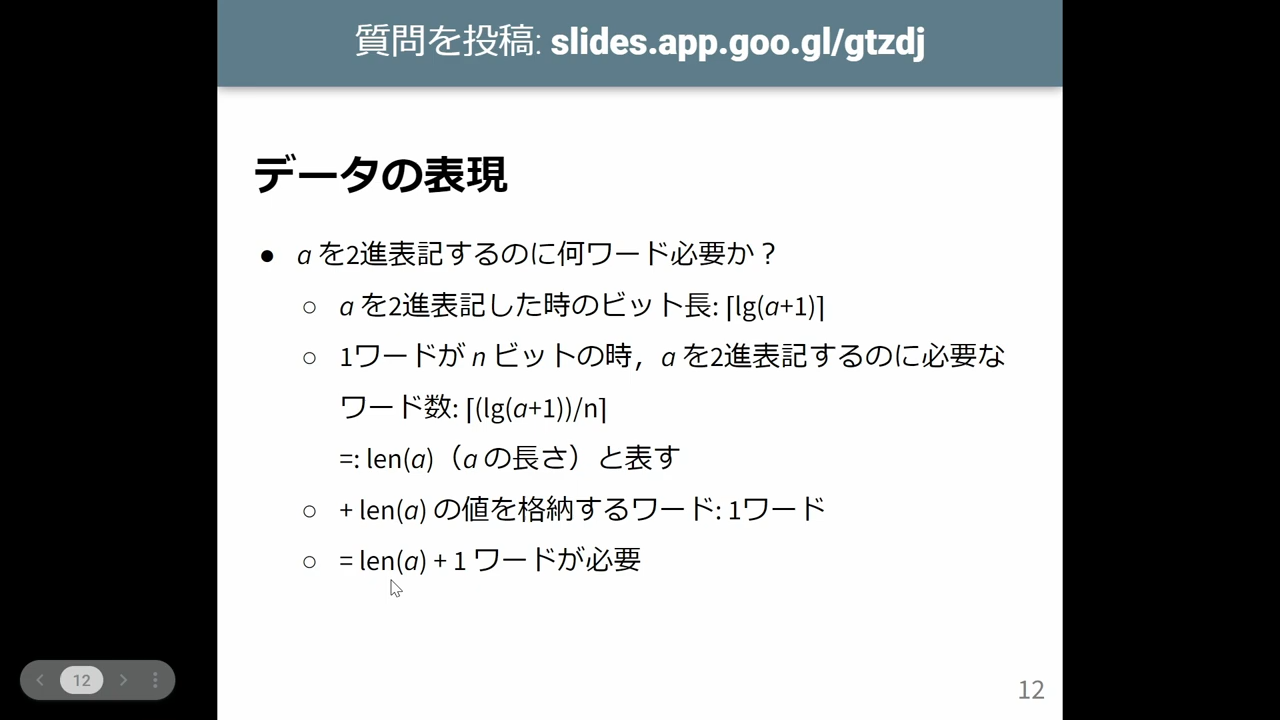 質問を投稿: slides.app.goo.gl/gtzdj
データの表現
● a を2進表記するのに何ワード必要か？
○ a を2進表記した時のビット長: ⌈lg(a+1)⌉
○ 1ワードが n ビットの時，a を2進表記するのに必要な
ワード数: ⌈(lg(a+1))/n⌉
=: len(a)（a の長さ）と表す
○ + len(a) の値を格納するワード: 1ワード
○ = len(a) + 1 ワードが必要
12
12